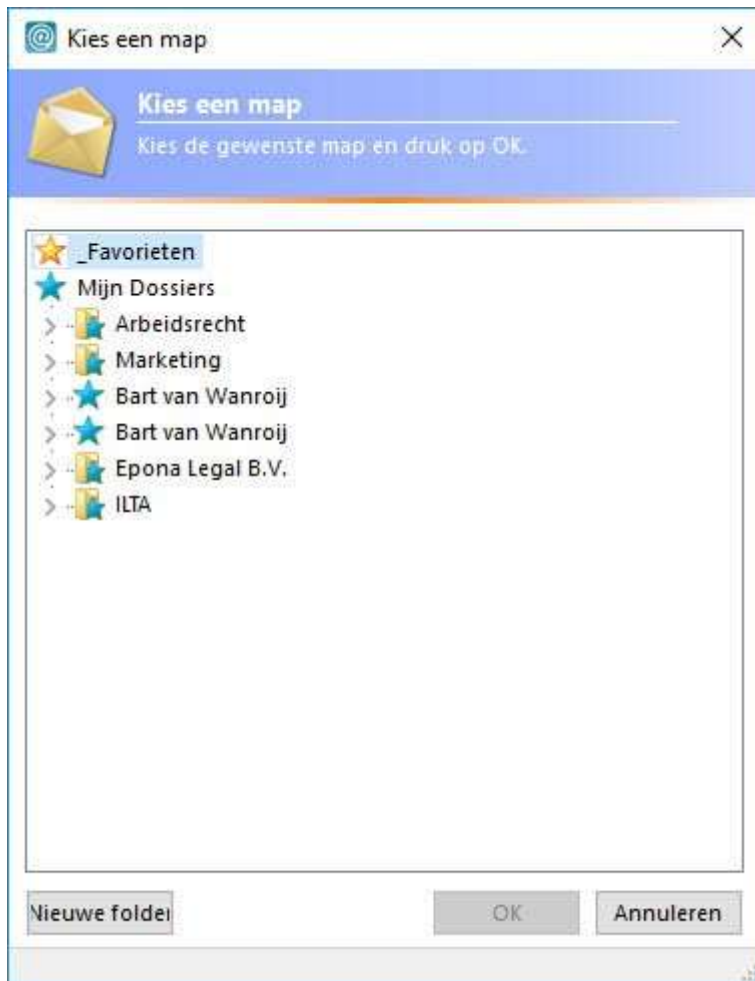 Kies een map
Kies een map
Kies de gewenste map en druk op OK.
_Favorieten
Mijn Dossiers
Arbeidsrecht
Marketing
Bart van Wanroij
Bart van Wanroij
Epona Legal B.V.
ILTA
Nieuwe folder OK Annuleren